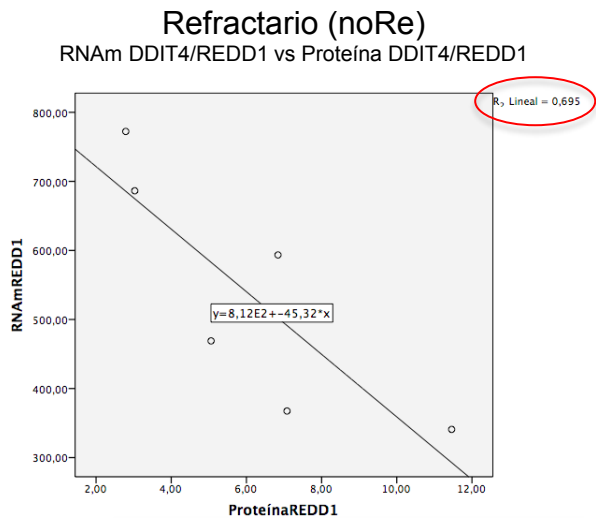 Refractario (noRe)
RNAm DDIT4/REDD1 vs Proteína DDIT4/REDD1
R₂ Lineal = 0,695
800,00
700,00
600,00
500,00
400,00
300,00
RNAmREDD1
y=8,12E2+-45,32*x
2,00 4,00 6,00 8,00 10,00 12,00
ProteínaREDD1